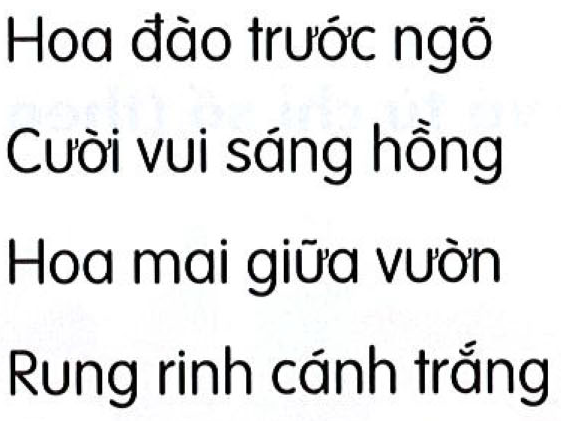 Hoa đào trước ngõ
Cười vui sáng hồng
Hoa mai giữa vườn
Rung rinh cánh trắng